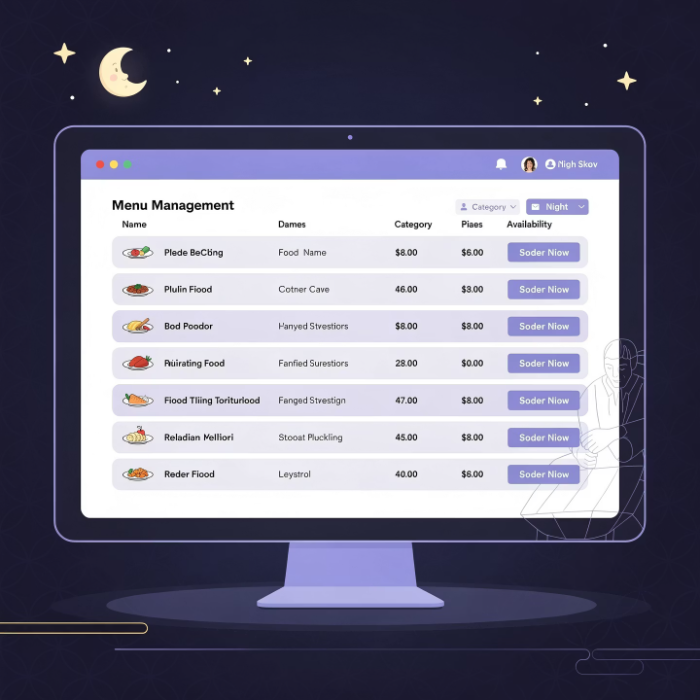 Nigh Skov
Menu Management
Category
Night
Name Dames Category Piaes Availability
Plede BeCting Food Name $8.00 $6.00 Soder Niow
Plulin Fiood Cotner Cave 46.00 $3.00 Soder Niow
Bod Poodor Hanyed Stvestiors $8.00 $8.00 Soder Niow
Ruirating Food Fanfied Surestiors 28.00 $0.00 Soder Niow
Fiood Tliing Toriturlood Fanged Strvestign 47.00 $8.00 Soder Niow
Reladian Melliori Stooat Pluckling 45.00 $8.00 Soder Niow
Reder Fiood Leystrol 40.00 $6.00 Soder Niow